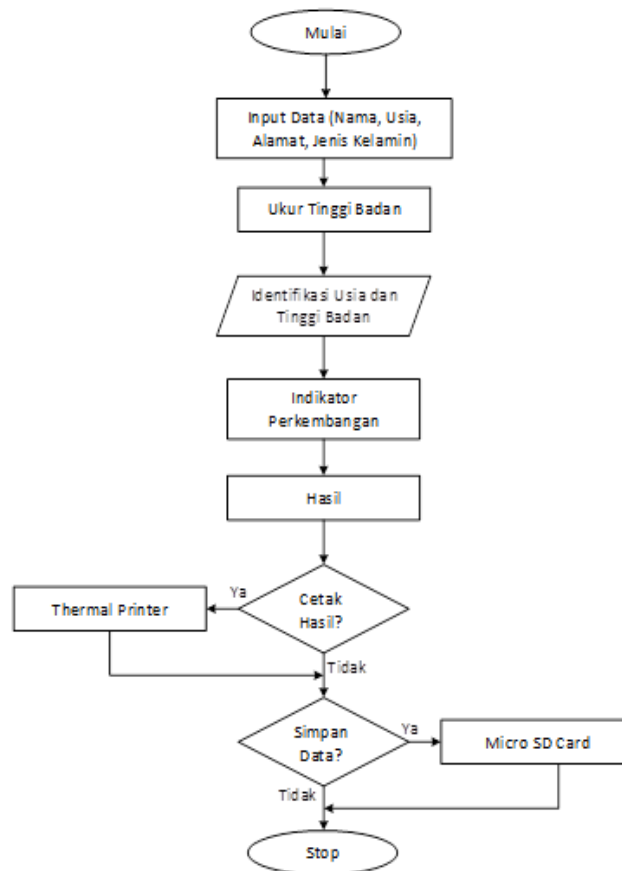 Mulai
Input Data (Nama, Usia,
Alamat, Jenis Kelamin)
Ukur Tinggi Badan
Identifikasi Usia dan
Tinggi Badan
Indikator
Perkembangan
Hasil
Cetak
Hasil?
Ya
Thermal Printer
Tidak
Simpan
Data?
Ya
Micro SD Card
Tidak
Stop